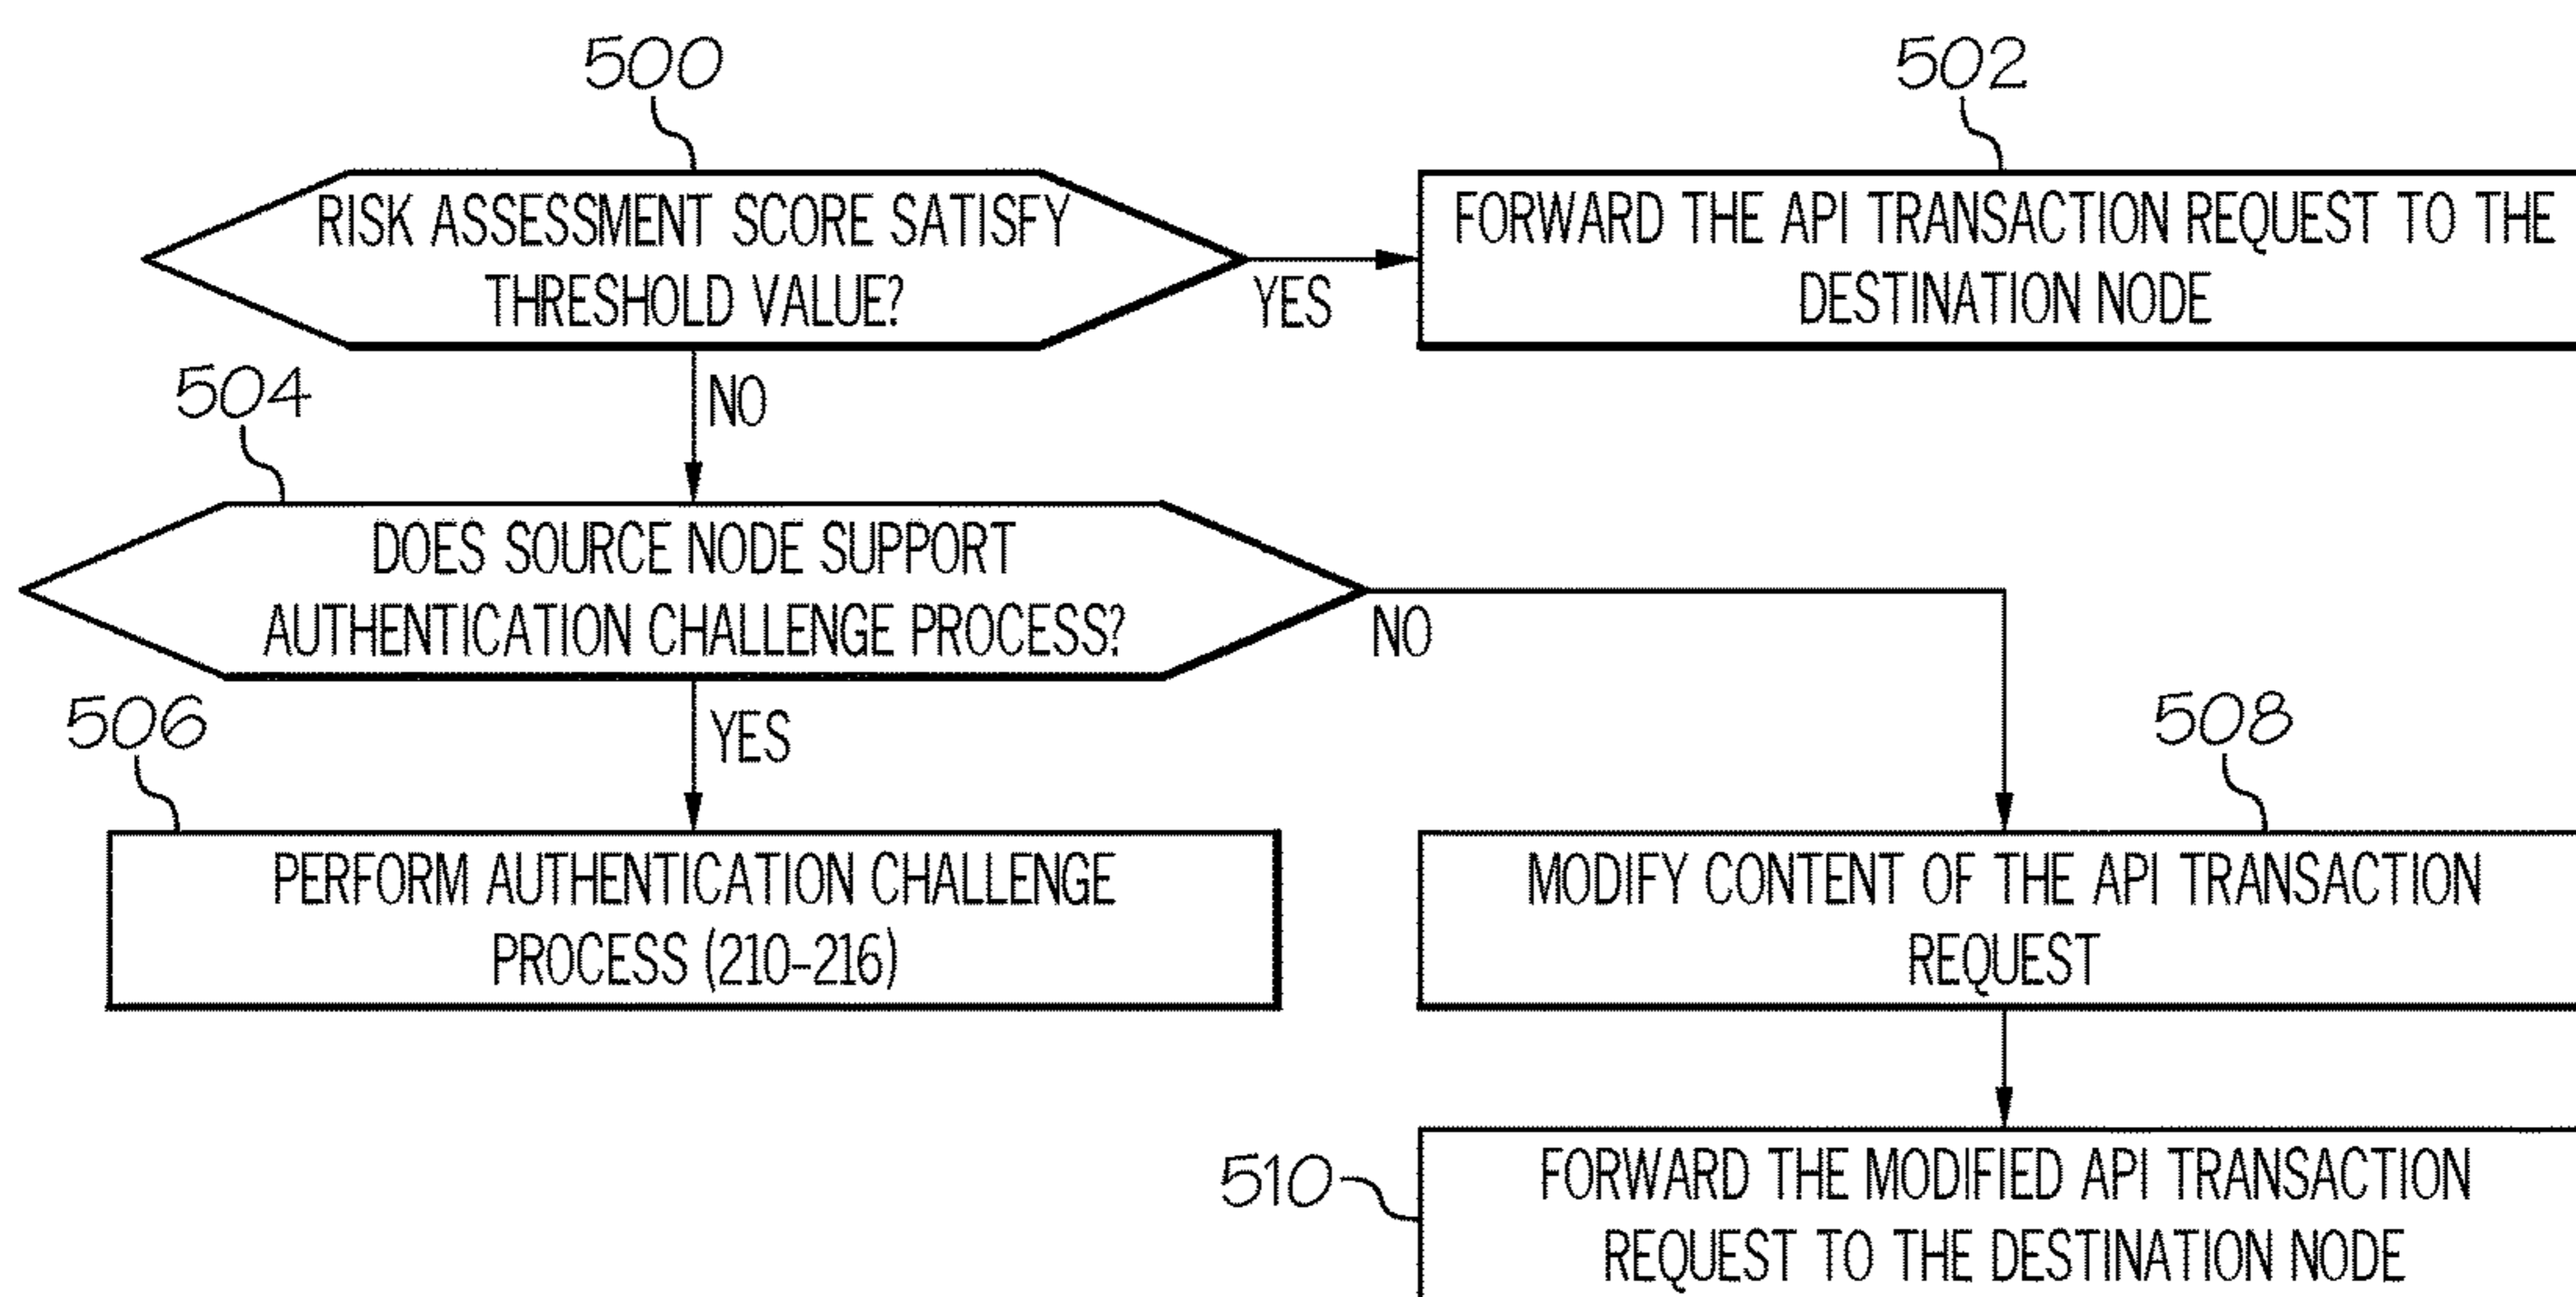 500
502
RISK ASSESSMENT SCORE SATISFY
THRESHOLD VALUE?
YES
FORWARD THE API TRANSACTION REQUEST TO THE
DESTINATION NODE
NO
504
DOES SOURCE NODE SUPPORT
AUTHENTICATION CHALLENGE PROCESS?
NO
YES
506
508
PERFORM AUTHENTICATION CHALLENGE
PROCESS (210-216)
MODIFY CONTENT OF THE API TRANSACTION
REQUEST
510
FORWARD THE MODIFIED API TRANSACTION
REQUEST TO THE DESTINATION NODE